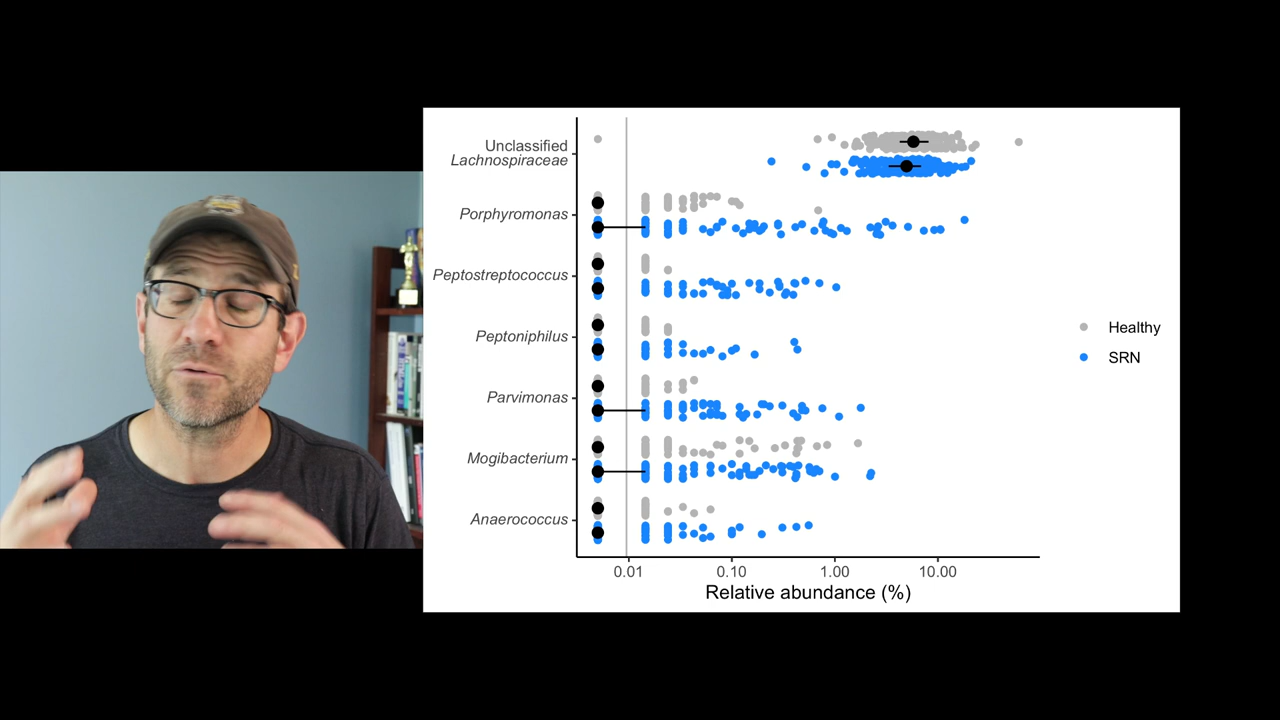 Unclassified
Lachnospiraceae
Porphyromonas
Peptostreptococcus
Peptoniphilus
Parvimonas
Mogibacterium
Anaerococcus
0.01
0.10
1.00
10.00
Relative abundance (%)
Healthy
SRN